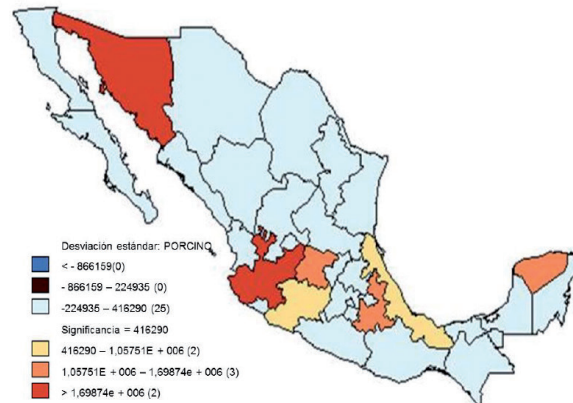 Desviación estándar: PORCINO
< - 866159(0)
- 866159 – 224935 (0)
-224935 – 416290 (25)
Significancia = 416290
416290 – 1,05751E + 006 (2)
1,05751E + 006 – 1,69874e + 006 (3)
> 1,69874e + 006 (2)